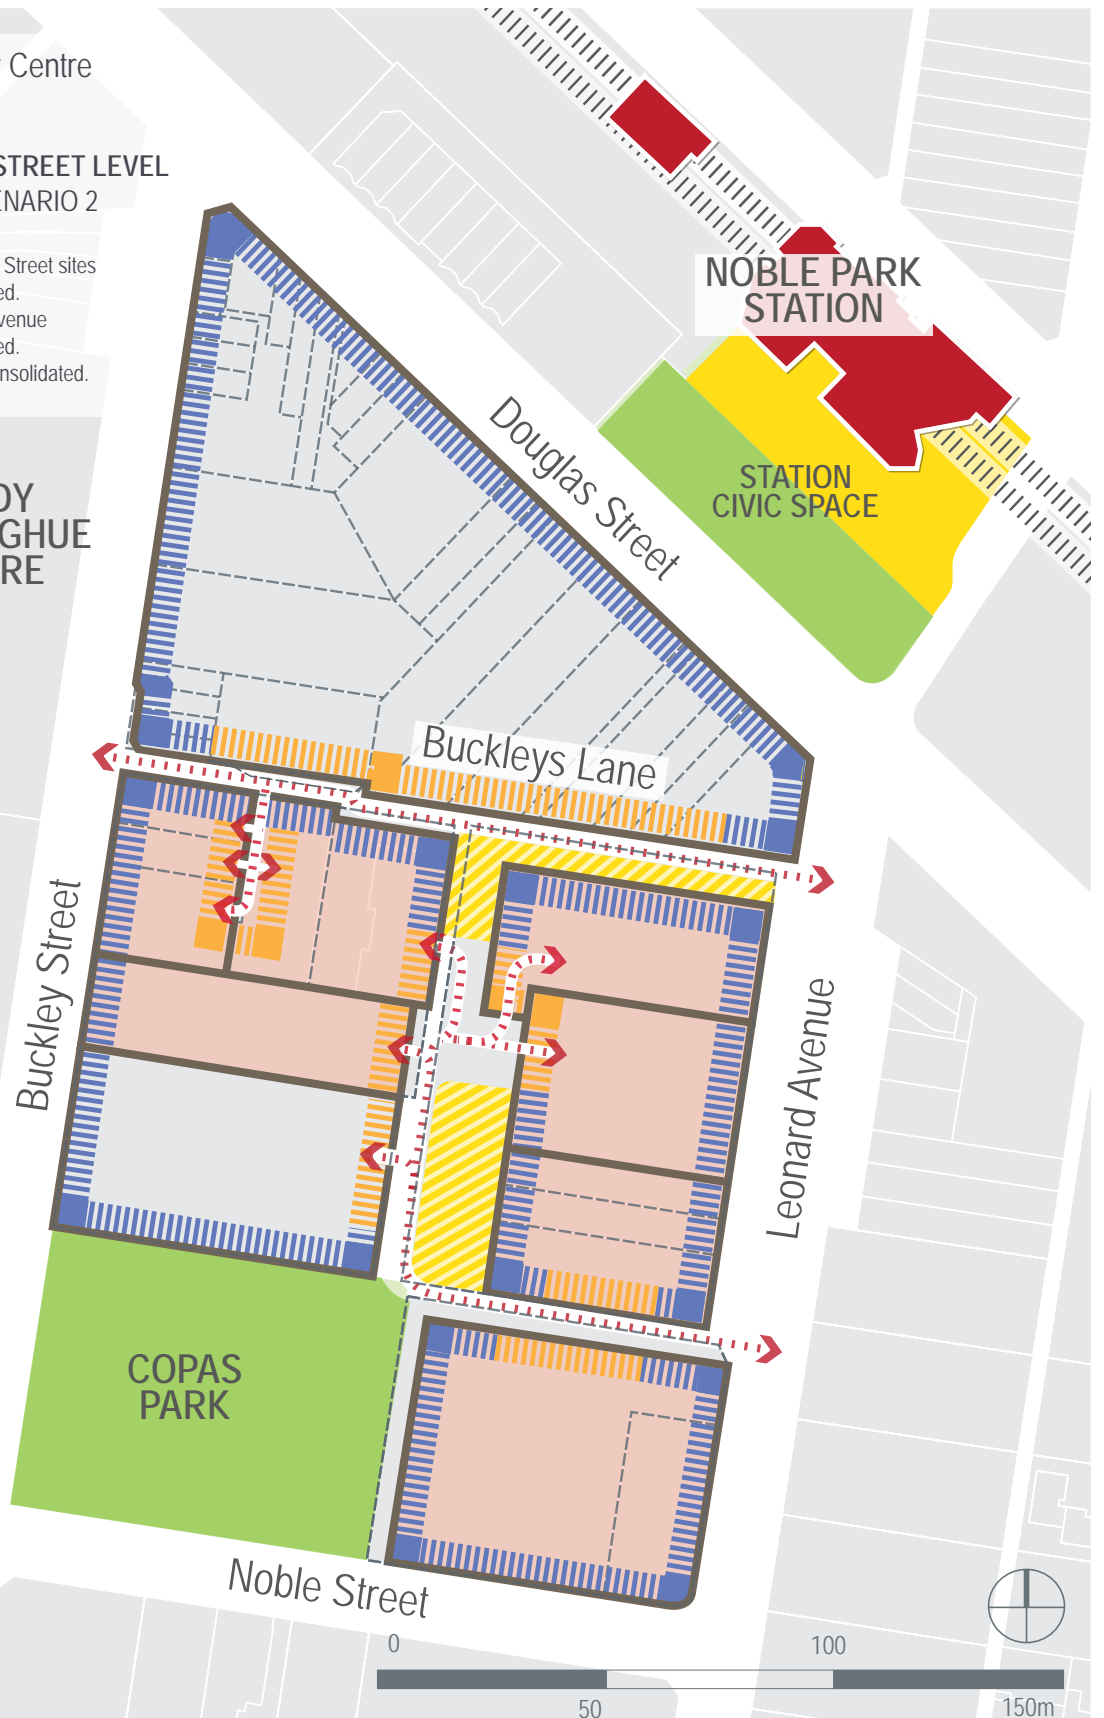 Centre
STREET LEVEL
ENARIO 2
Street sites
ed.
venue
ed.
nsolidated.
DY
GHUE
RE
NOBLE PARK
STATION
STATION
CIVIC SPACE
Douglas Street
Buckleys Lane
Buckley Street
Leonard Avenue
COPAS
PARK
Noble Street
0
100
50
150m